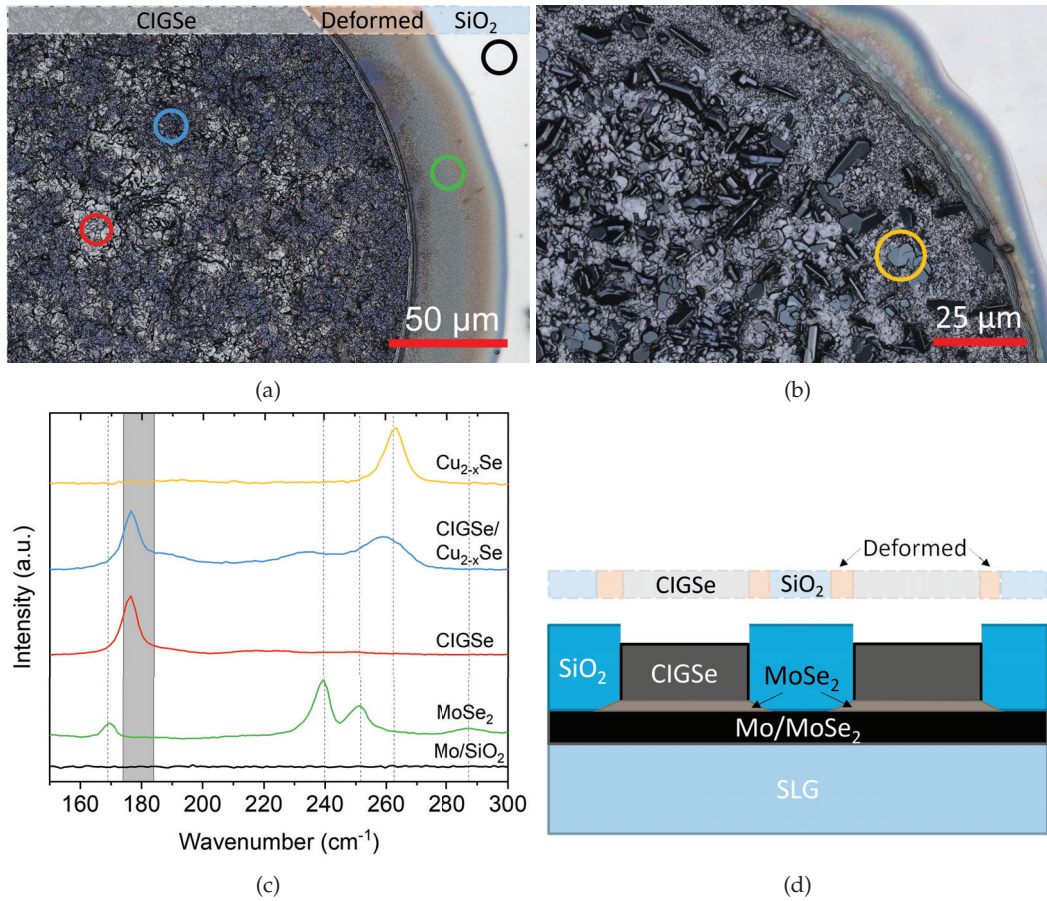 CIGSe Deformed SiO₂
50 µm
25 µm
(a)
(b)
Cu₂₋ₓSe
CIGSe/
Cu₂₋ₓSe
CIGSe
MoSe₂
Mo/SiO₂
Intensity (a.u.)
160 180 200 220 240 260 280 300
Wavenumber (cm⁻¹)
(c)
Deformed
CIGSe SiO₂
SiO₂ CIGSe MoSe₂
Mo/MoSe₂
SLG
(d)